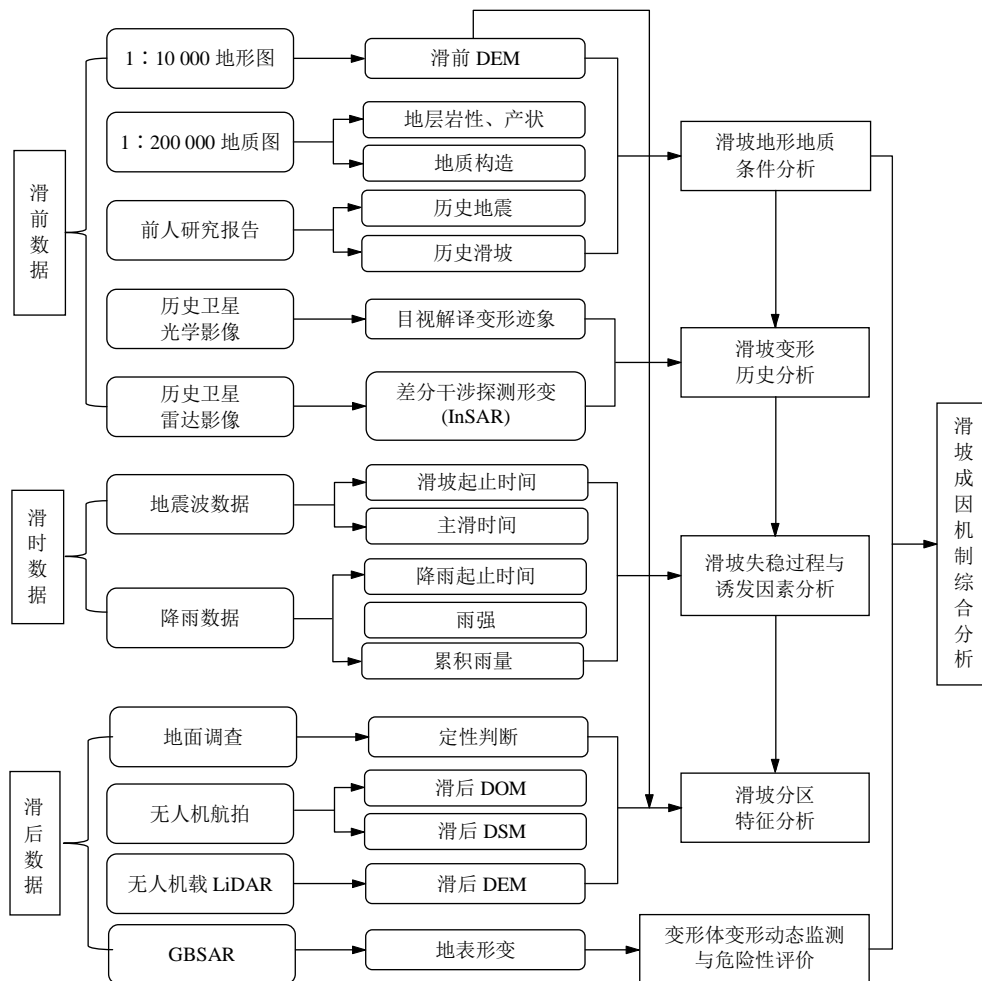 滑前数据
1∶10 000 地形图
滑前 DEM
1∶200 000 地质图
地层岩性、产状
地质构造
前人研究报告
历史地震
历史滑坡
历史卫星
光学影像
目视解译变形迹象
历史卫星
雷达影像
差分干涉探测形变
(InSAR)
滑坡地形地质
条件分析
滑坡变形
历史分析
滑时数据
地震波数据
滑坡起止时间
主滑时间
降雨数据
降雨起止时间
雨强
累积雨量
滑坡失稳过程与
诱发因素分析
滑后数据
地面调查
定性判断
无人机航拍
滑后 DOM
滑后 DSM
无人机载 LiDAR
滑后 DEM
GBSAR
地表形变
滑坡分区
特征分析
变形体变形动态监测
与危险性评价
滑坡成因机制综合分析